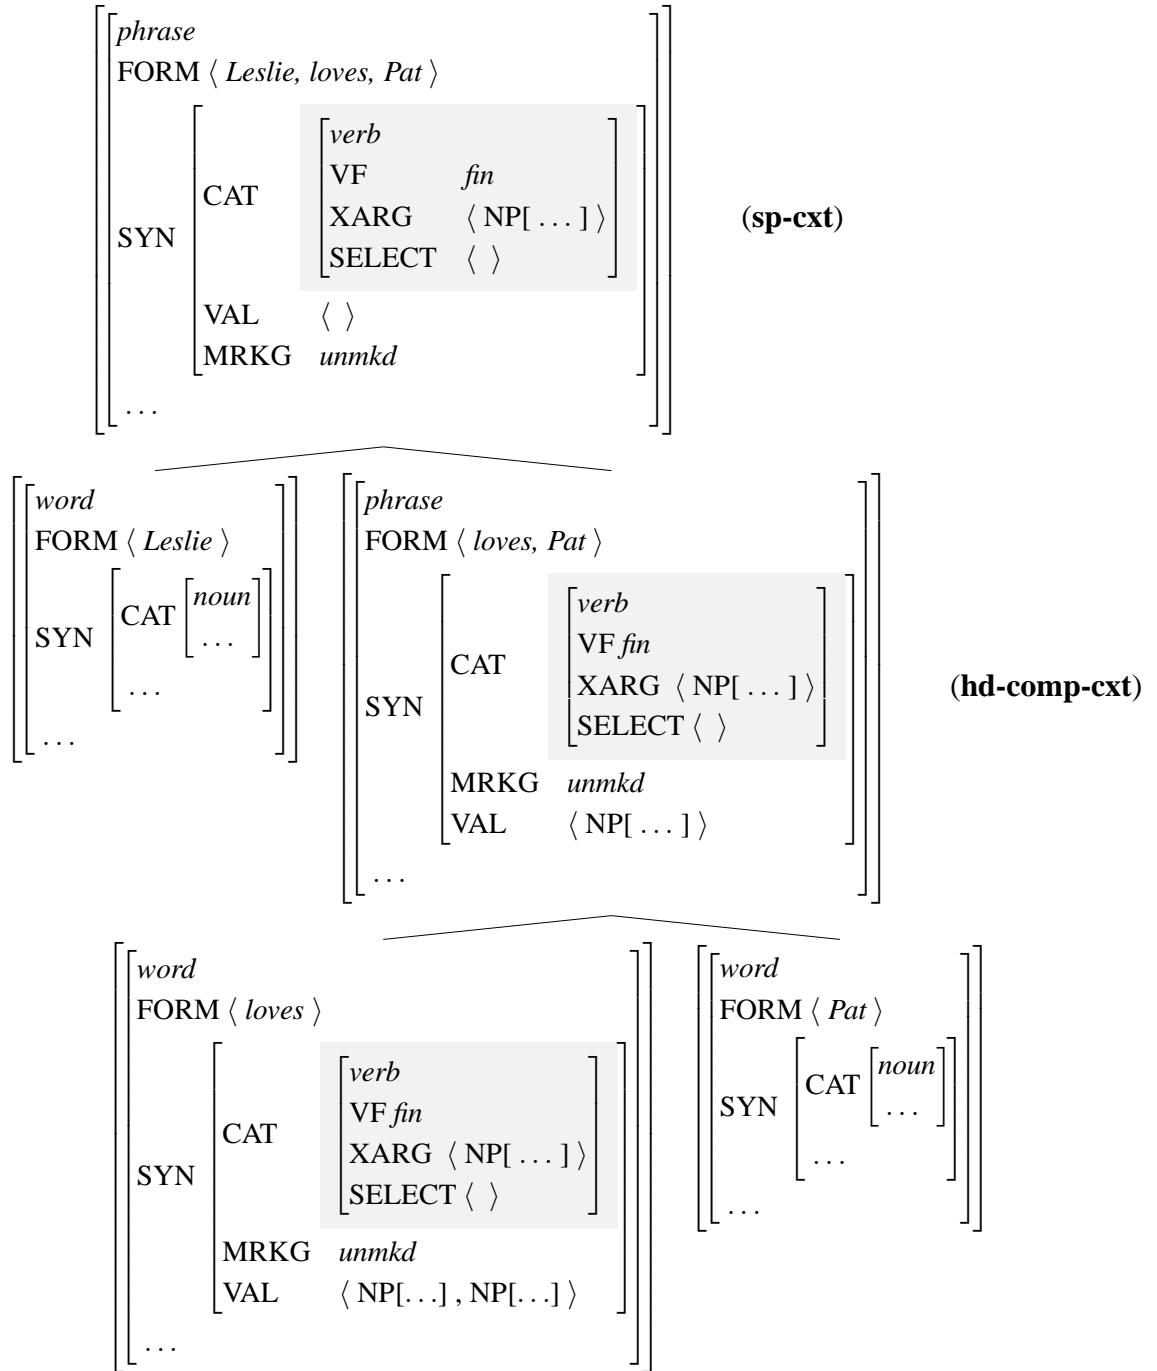 phrase
FORM ⟨ Leslie, loves, Pat ⟩
verb
VF fin
CAT
XARG ⟨ NP[ . . . ] ⟩
(sp-cxt)
SYN
SELECT ⟨ ⟩
VAL ⟨ ⟩
MRKG unmkd
. . .
word
FORM ⟨ Leslie ⟩
noun
CAT
. . .
SYN
. . .
. . .
phrase
FORM ⟨ loves, Pat ⟩
verb
VF fin
CAT
XARG ⟨ NP[ . . . ] ⟩
(hd-comp-cxt)
SYN
SELECT ⟨ ⟩
MRKG unmkd
VAL ⟨ NP[ . . . ] ⟩
. . .
word
FORM ⟨ loves ⟩
verb
VF fin
CAT
XARG ⟨ NP[ . . . ] ⟩
SYN
SELECT ⟨ ⟩
MRKG unmkd
VAL ⟨ NP[. . .] , NP[. . .] ⟩
. . .
word
FORM ⟨ Pat ⟩
noun
CAT
. . .
SYN
. . .
. . .